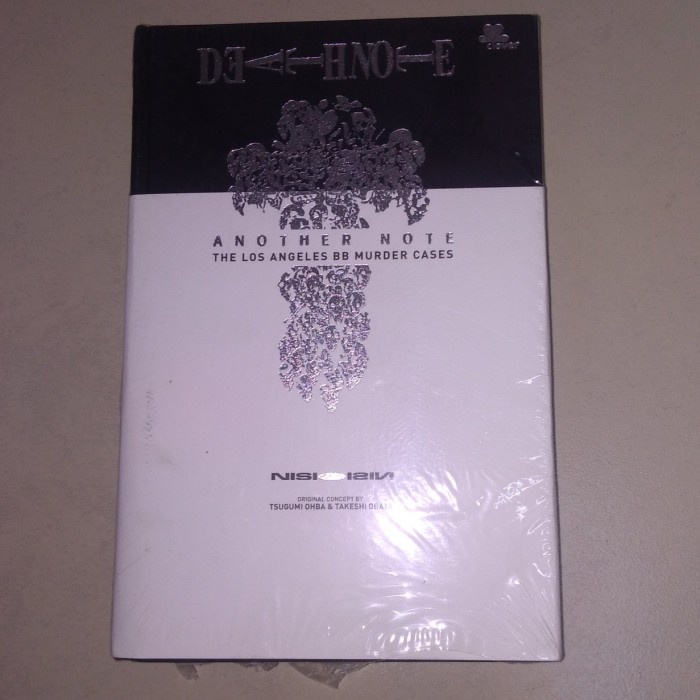 DEATH NOTE
clover
ANOTHER NOTE
THE LOS ANGELES BB MURDER CASES
NISIOISIN
ORIGINAL CONCEPT BY
TSUGUMI OHBA & TAKESHI OBATA